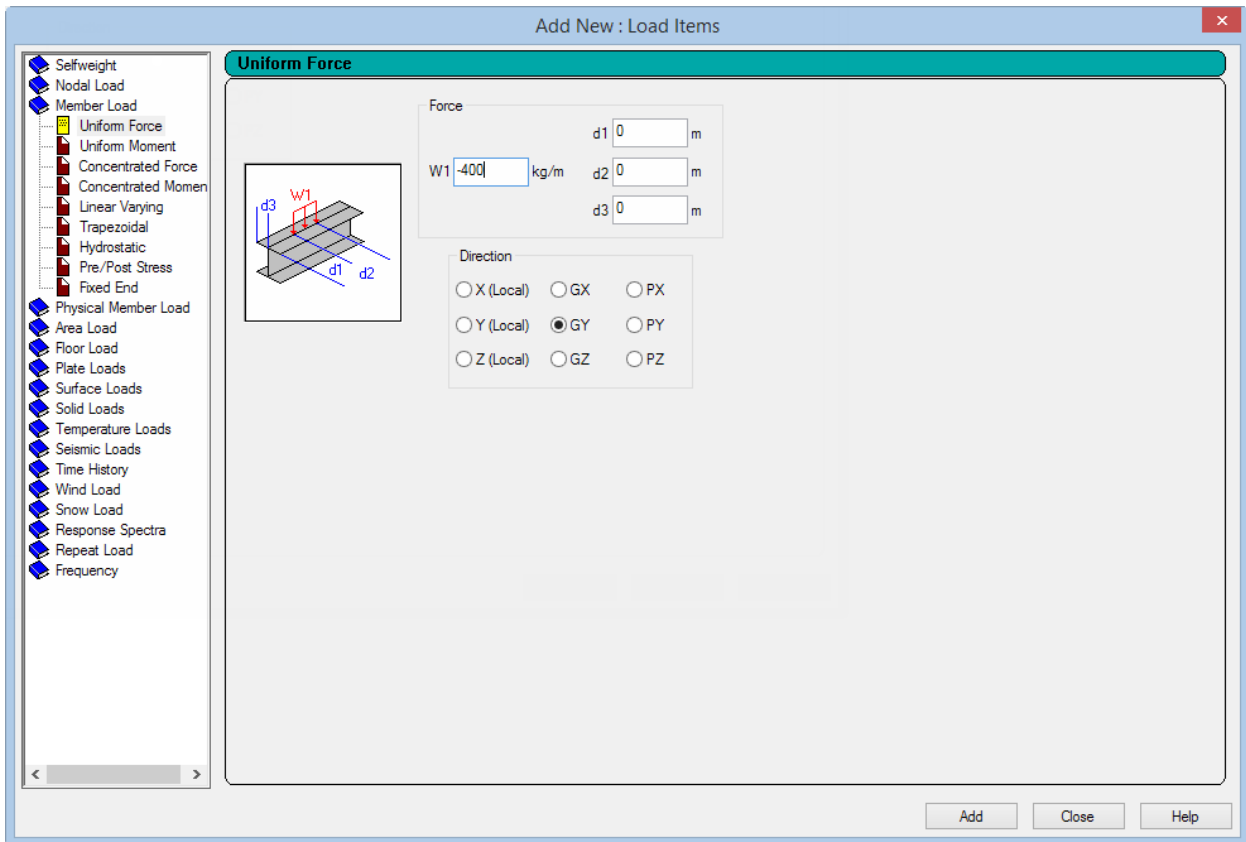 Add New : Load Items
Selfweight
Nodal Load
Member Load
Uniform Force
Uniform Moment
Concentrated Force
Concentrated Momen
Linear Varying
Trapezoidal
Hydrostatic
Pre/Post Stress
Fixed End
Physical Member Load
Area Load
Floor Load
Plate Loads
Surface Loads
Solid Loads
Temperature Loads
Seismic Loads
Time History
Wind Load
Snow Load
Response Spectra
Repeat Load
Frequency
Uniform Force
W1
d3
d1
d2
Force
d1 0 m
W1 -400 kg/m d2 0 m
d3 0 m
Direction
X (Local) GX PX
Y (Local) GY PY
Z (Local) GZ PZ
Add Close Help